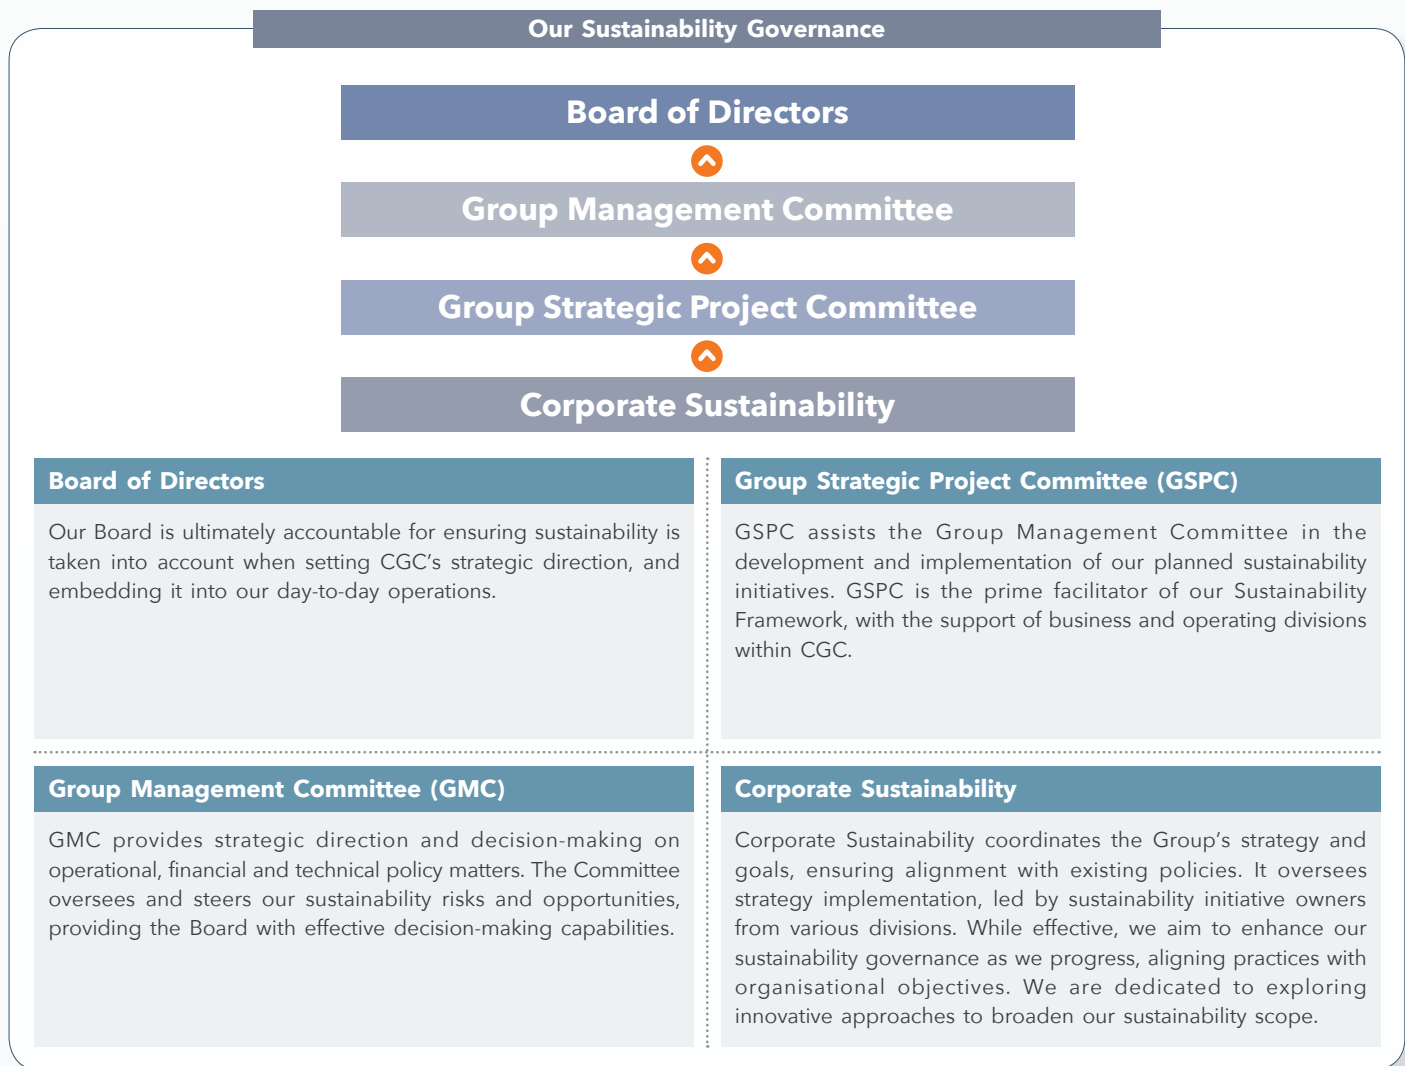 Our Sustainability Governance
Board of Directors
Group Management Committee
Group Strategic Project Committee
Corporate Sustainability
Board of Directors
Our Board is ultimately accountable for ensuring sustainability is
taken into account when setting CGC’s strategic direction, and
embedding it into our day-to-day operations.
Group Strategic Project Committee (GSPC)
GSPC assists the Group Management Committee in the
development and implementation of our planned sustainability
initiatives. GSPC is the prime facilitator of our Sustainability
Framework, with the support of business and operating divisions
within CGC.
Group Management Committee (GMC)
GMC provides strategic direction and decision-making on
operational, financial and technical policy matters. The Committee
oversees and steers our sustainability risks and opportunities,
providing the Board with effective decision-making capabilities.
Corporate Sustainability
Corporate Sustainability coordinates the Group’s strategy and
goals, ensuring alignment with existing policies. It oversees
strategy implementation, led by sustainability initiative owners
from various divisions. While effective, we aim to enhance our
sustainability governance as we progress, aligning practices with
organisational objectives. We are dedicated to exploring
innovative approaches to broaden our sustainability scope.